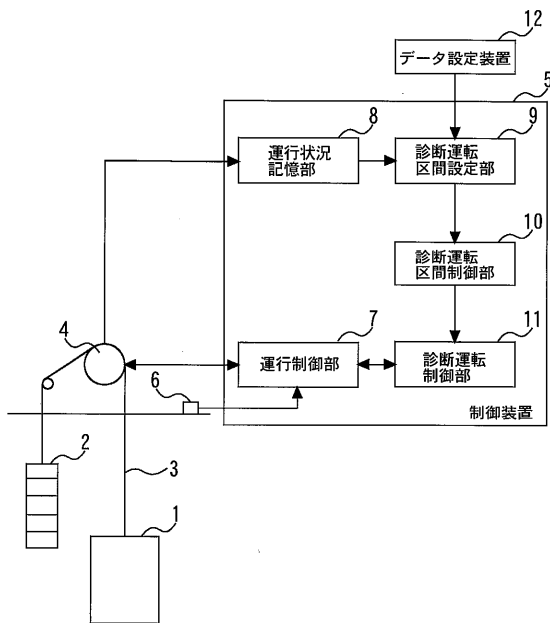 12
データ設定装置
5
8
運行状況
記憶部
9
診断運転
区間設定部
10
診断運転
区間制御部
4
7
運行制御部
11
診断運転
制御部
6
制御装置
2
3
1